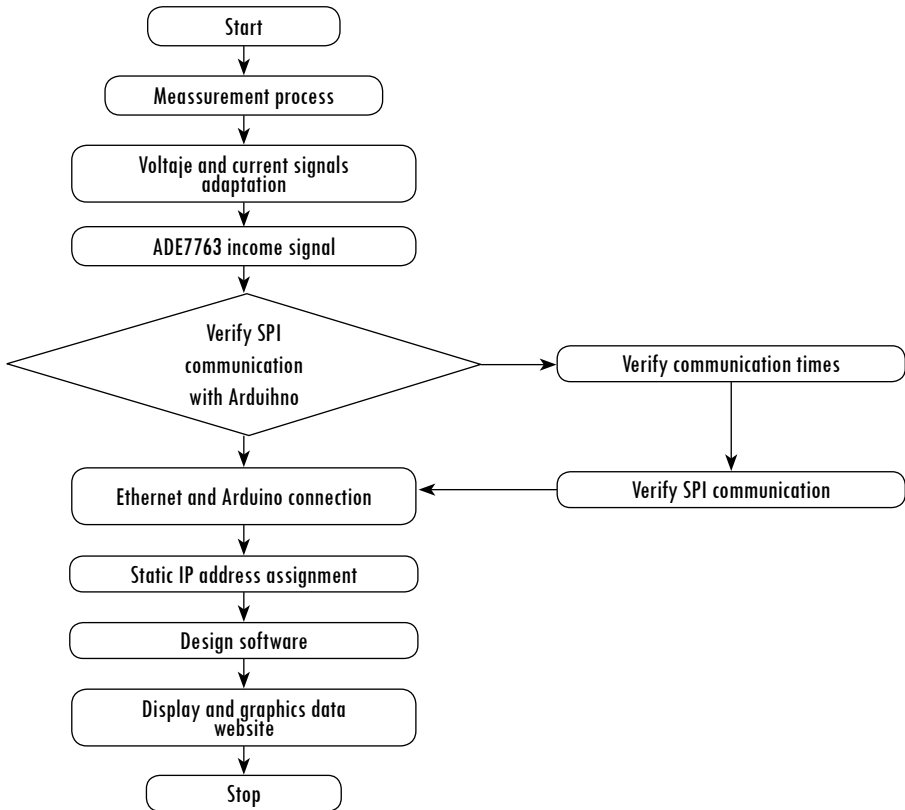 Start
Meassurement process
Voltaje and current signals
adaptation
ADE7763 income signal
Verify SPI
communication
with Arduihno
Verify communication times
Ethernet and Arduino connection
Verify SPI communication
Static IP address assignment
Design software
Display and graphics data
website
Stop